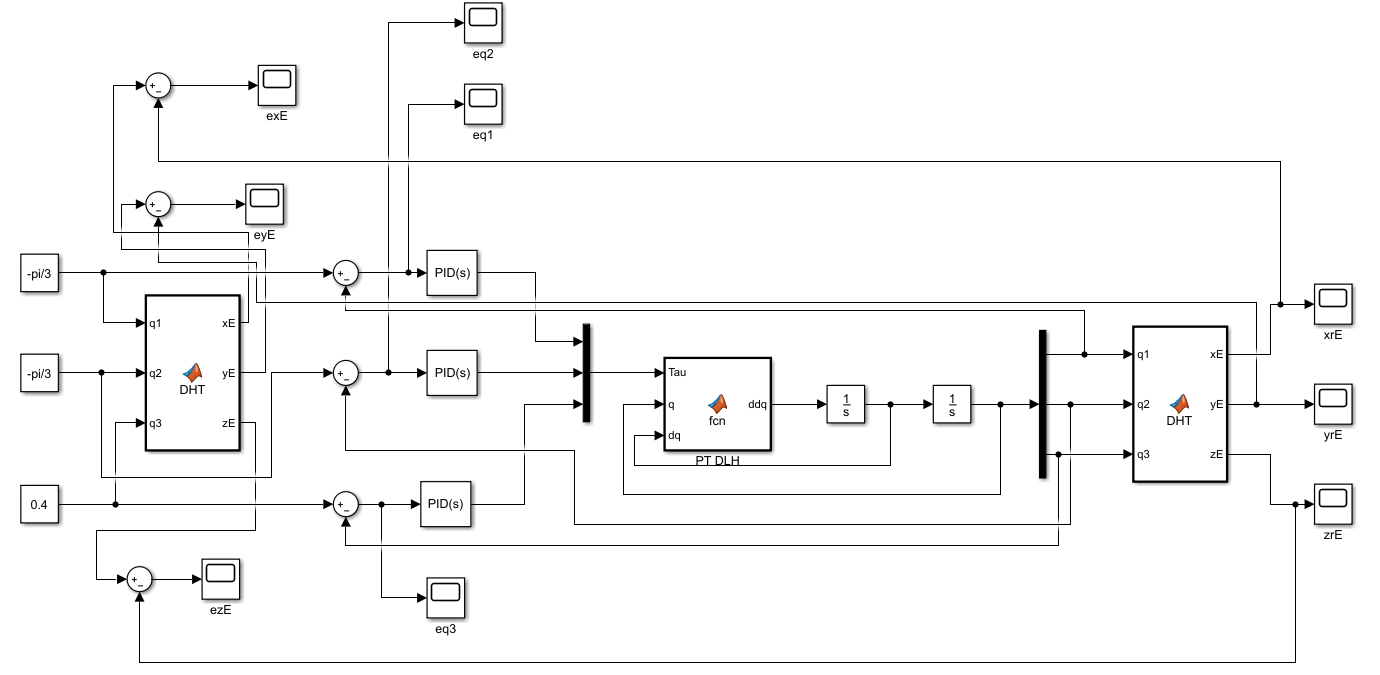 eq2
exE
eq1
eyE
-pi/3
PID(s)
q1
xE
xrE
-pi/3
q2
DHT
yE
PID(s)
Tau
q
dq
fcn
ddq
PT DLH
1
s
1
s
q1
q2
q3
DHT
xE
yE
zE
yrE
q3
zE
0.4
PID(s)
zrE
ezE
eq3
+
−
+
−
+
−
+
−
+
−
+
−